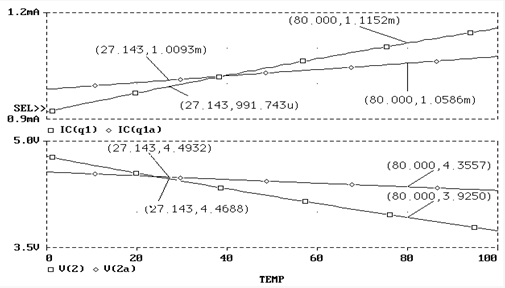 1.2mA
(80.000,1.1152m)
(27.143,1.0093m)
(27.143,991.743u)
(80.000,1.0586m)
SEL>>
0.9mA
IC(q1) IC(q1a)
5.0V
(27.143,4.4932)
(80.000,4.3557)
(27.143,4.4688)
(80.000,3.9250)
3.5V
0 20 40 60 80 100
V(2) V(2a)
TEMP